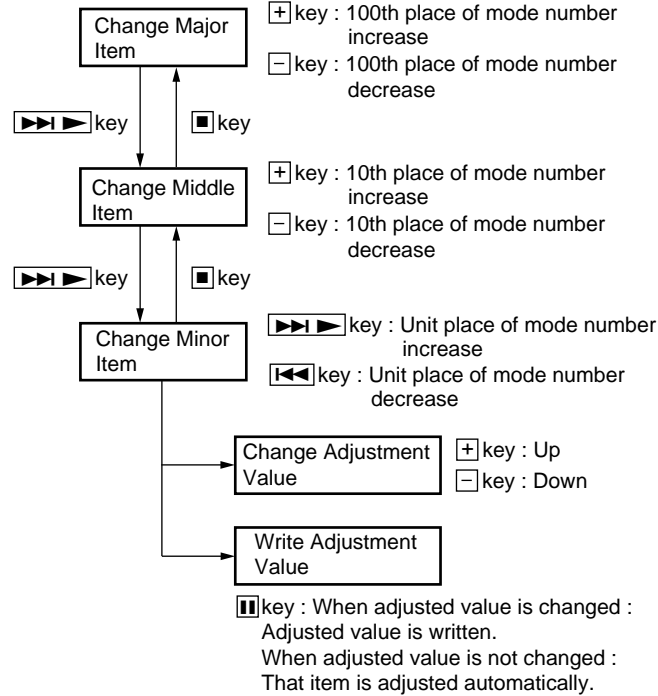 Change Major
Item
+ key : 100th place of mode number
increase
− key : 100th place of mode number
decrease
▶▶I ▶ key
■ key
Change Middle
Item
+ key : 10th place of mode number
increase
− key : 10th place of mode number
decrease
▶▶I ▶ key
■ key
Change Minor
Item
▶▶I ▶ key : Unit place of mode number
increase
I◀◀ key : Unit place of mode number
decrease
Change Adjustment
Value
+ key : Up
− key : Down
Write Adjustment
Value
II key : When adjusted value is changed :
Adjusted value is written.
When adjusted value is not changed :
That item is adjusted automatically.